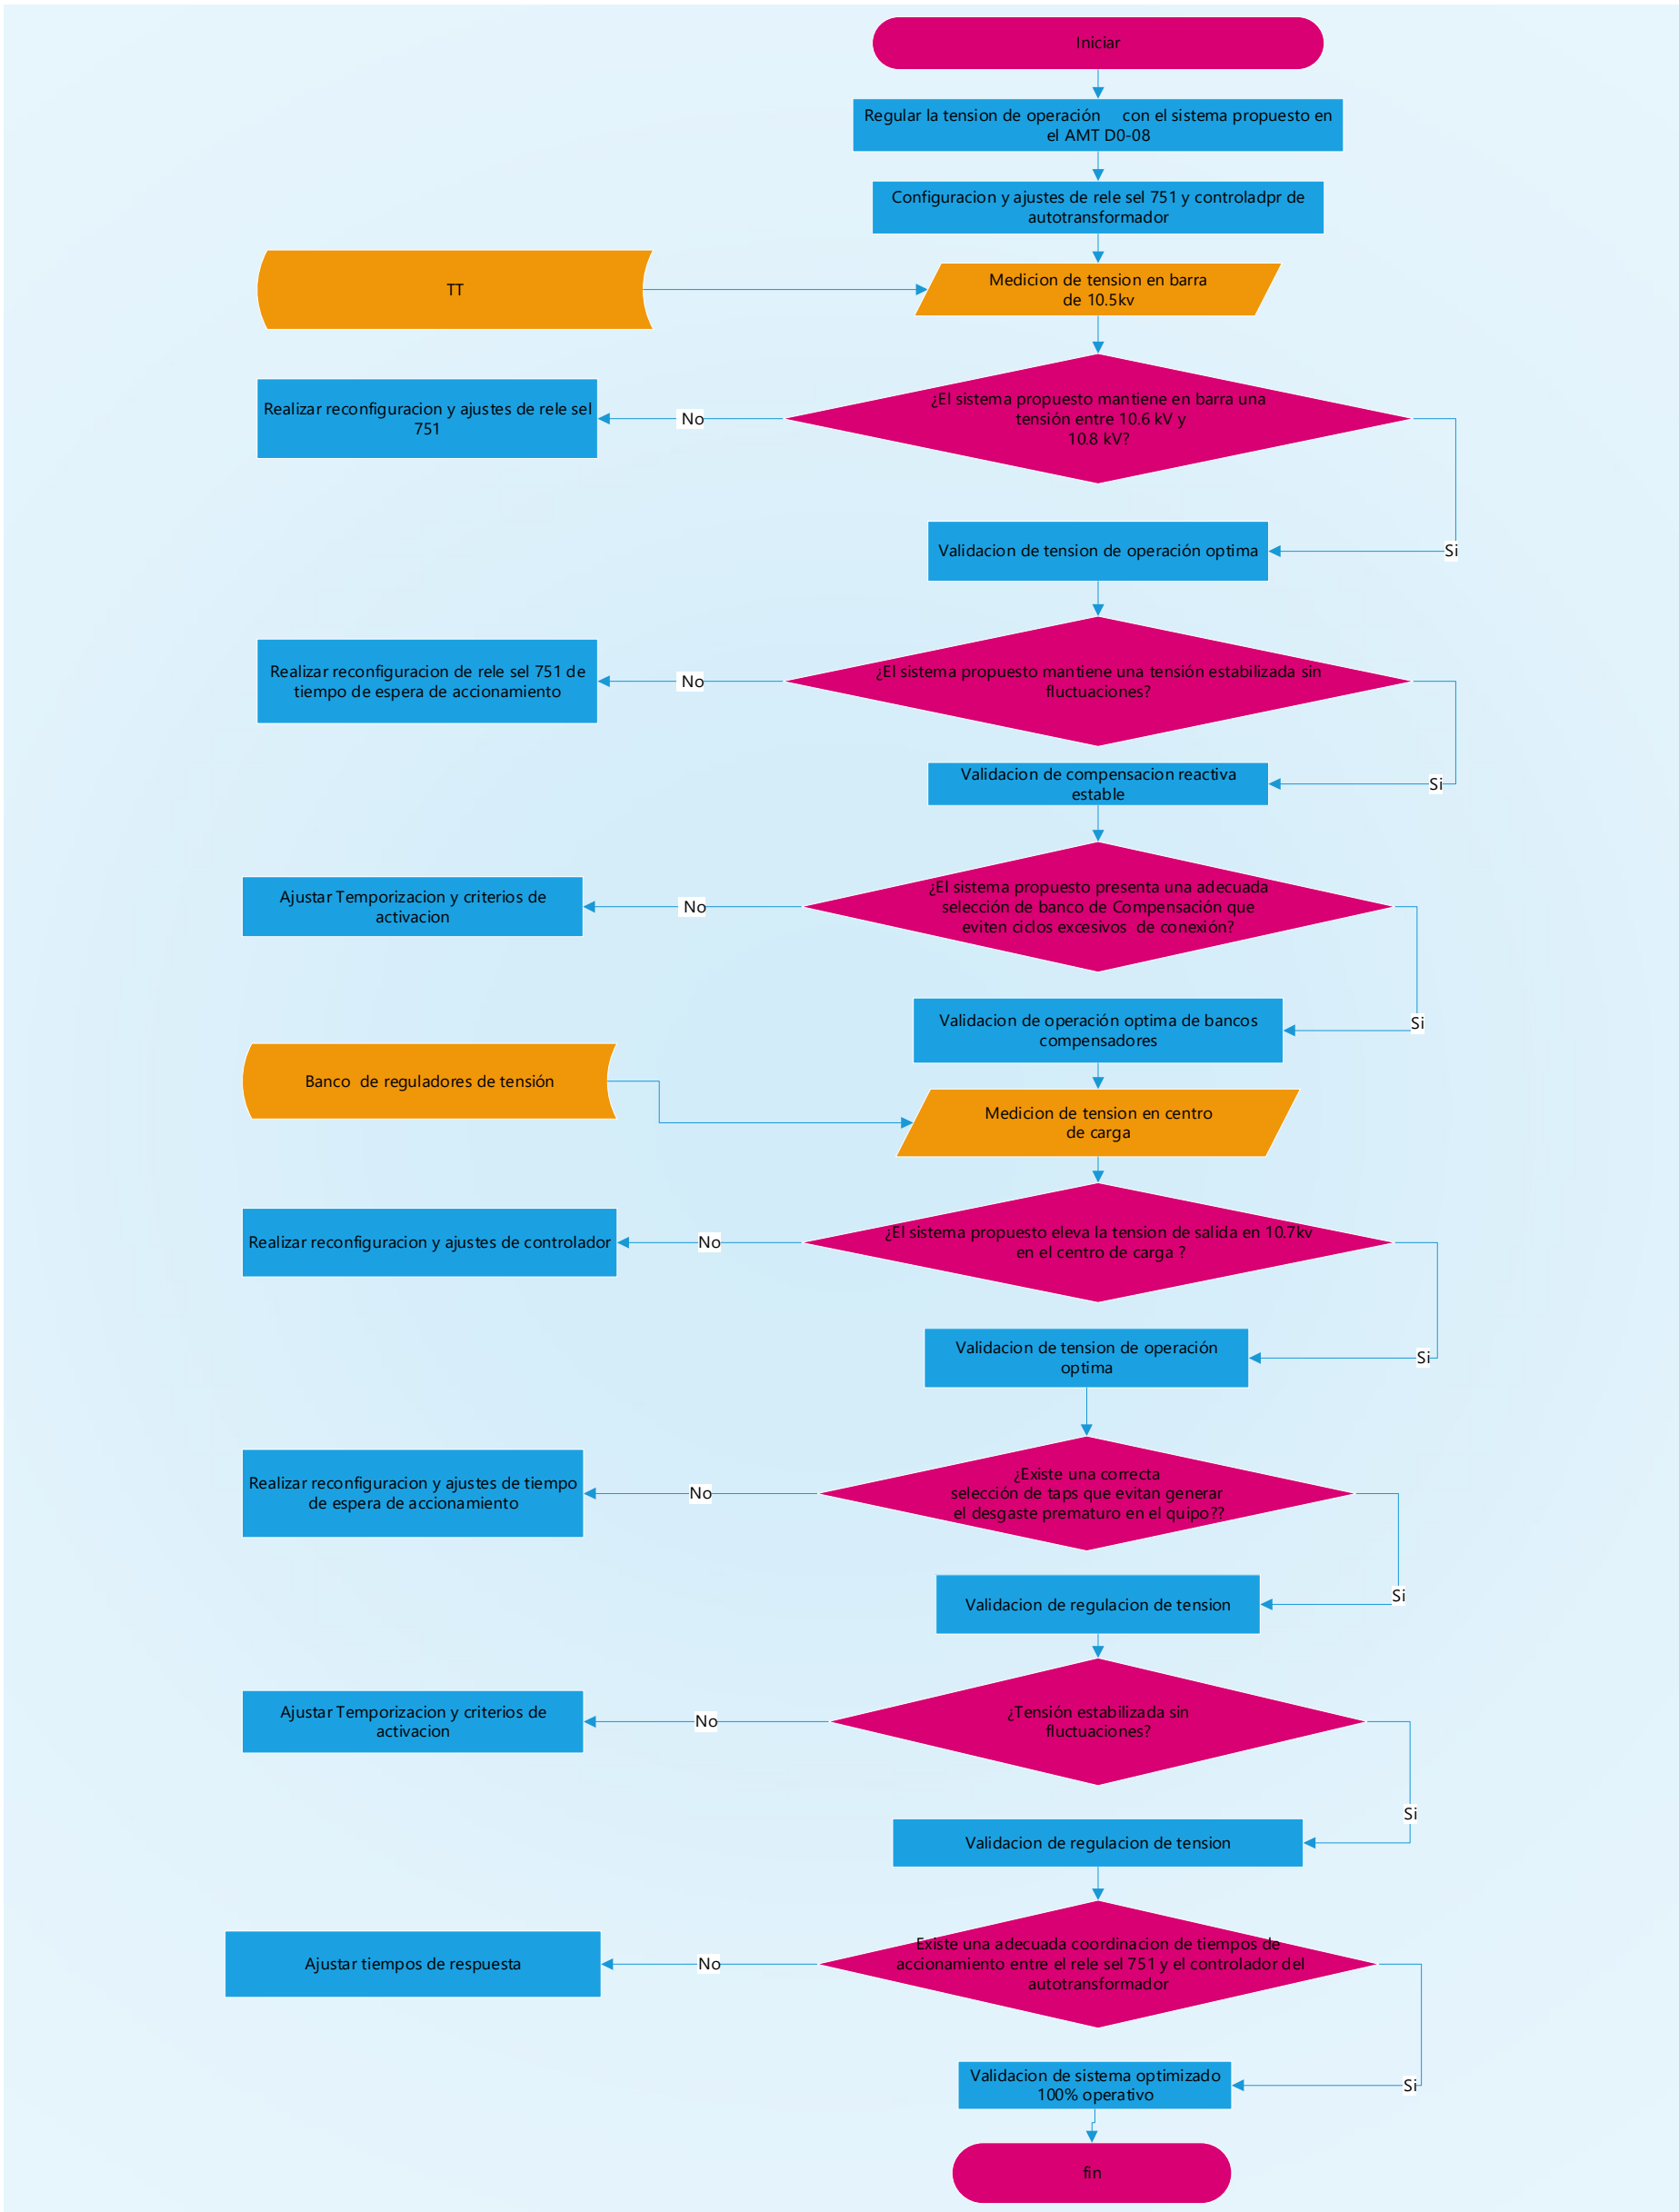 Iniciar
Regular la tension de operación con el sistema propuesto en
el AMT D0-08
Configuracion y ajustes de rele sel 751 y controladpr de
autotransformador
TT
Medicion de tension en barra
de 10.5kv
¿El sistema propuesto mantiene en barra una
tensión entre 10.6 kV y
10.8 kV?
No
Realizar reconfiguracion y ajustes de rele sel
751
Si
Validacion de tension de operación optima
¿El sistema propuesto mantiene una tensión estabilizada sin
fluctuaciones?
No
Realizar reconfiguracion de rele sel 751 de
tiempo de espera de accionamiento
Si
Validacion de compensacion reactiva
estable
¿El sistema propuesto presenta una adecuada
selección de banco de Compensación que
eviten ciclos excesivos de conexión?
No
Ajustar Temporizacion y criterios de
activacion
Si
Validacion de operación optima de bancos
compensadores
Banco de reguladores de tensión
Medicion de tension en centro
de carga
¿El sistema propuesto eleva la tension de salida en 10.7kv
en el centro de carga ?
No
Realizar reconfiguracion y ajustes de controlador
Si
Validacion de tension de operación
optima
¿Existe una correcta
selección de taps que evitan generar
el desgaste prematuro en el quipo??
No
Realizar reconfiguracion y ajustes de tiempo
de espera de accionamiento
Si
Validacion de regulacion de tension
¿Tensión estabilizada sin
fluctuaciones?
No
Ajustar Temporizacion y criterios de
activacion
Si
Validacion de regulacion de tension
Existe una adecuada coordinacion de tiempos de
accionamiento entre el rele sel 751 y el controlador del
autotransformador
No
Ajustar tiempos de respuesta
Si
Validacion de sistema optimizado
100% operativo
fin